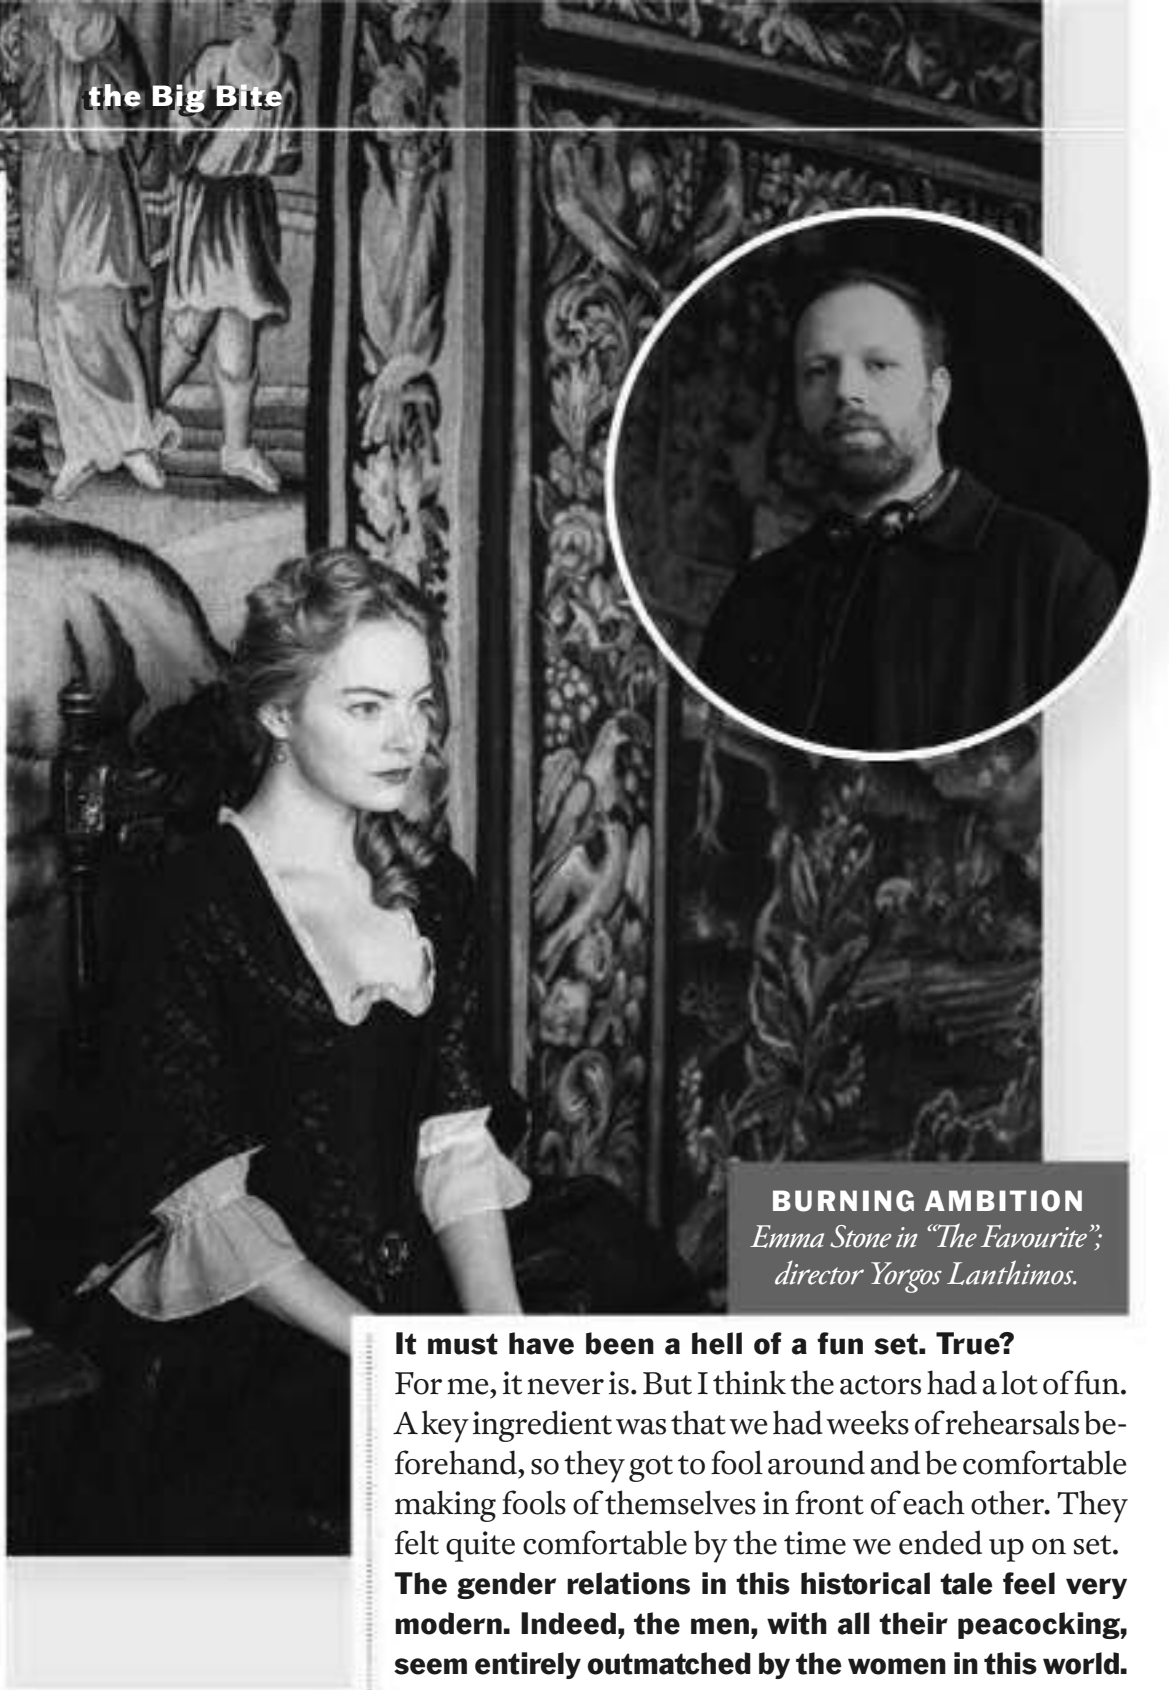 the Big Bite
BURNING AMBITION
Emma Stone in “The Favourite”;
director Yorgos Lanthimos.
It must have been a hell of a fun set. True?
For me, it never is. But I think the actors had a lot of fun.
A key ingredient was that we had weeks of rehearsals be-
forehand, so they got to fool around and be comfortable
making fools of themselves in front of each other. They
felt quite comfortable by the time we ended up on set.
The gender relations in this historical tale feel very
modern. Indeed, the men, with all their peacocking,
seem entirely outmatched by the women in this world.